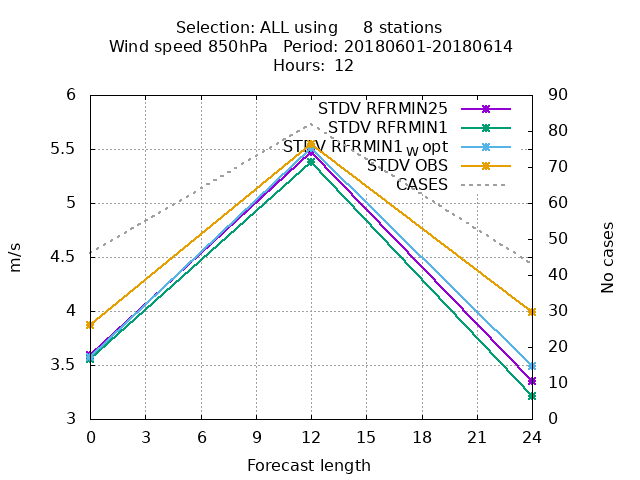 Selection: ALL using 8 stations
Wind speed 850hPa Period: 20180601-20180614
Hours: 12
STDV RFRMIN25
STDV RFRMIN1
STDV RFRMIN1_w opt
STDV OBS
CASES
m/s
6
5.5
5
4.5
4
3.5
3
No cases
90
80
70
60
50
40
30
20
10
0
0 3 6 9 12 15 18 21 24
Forecast length